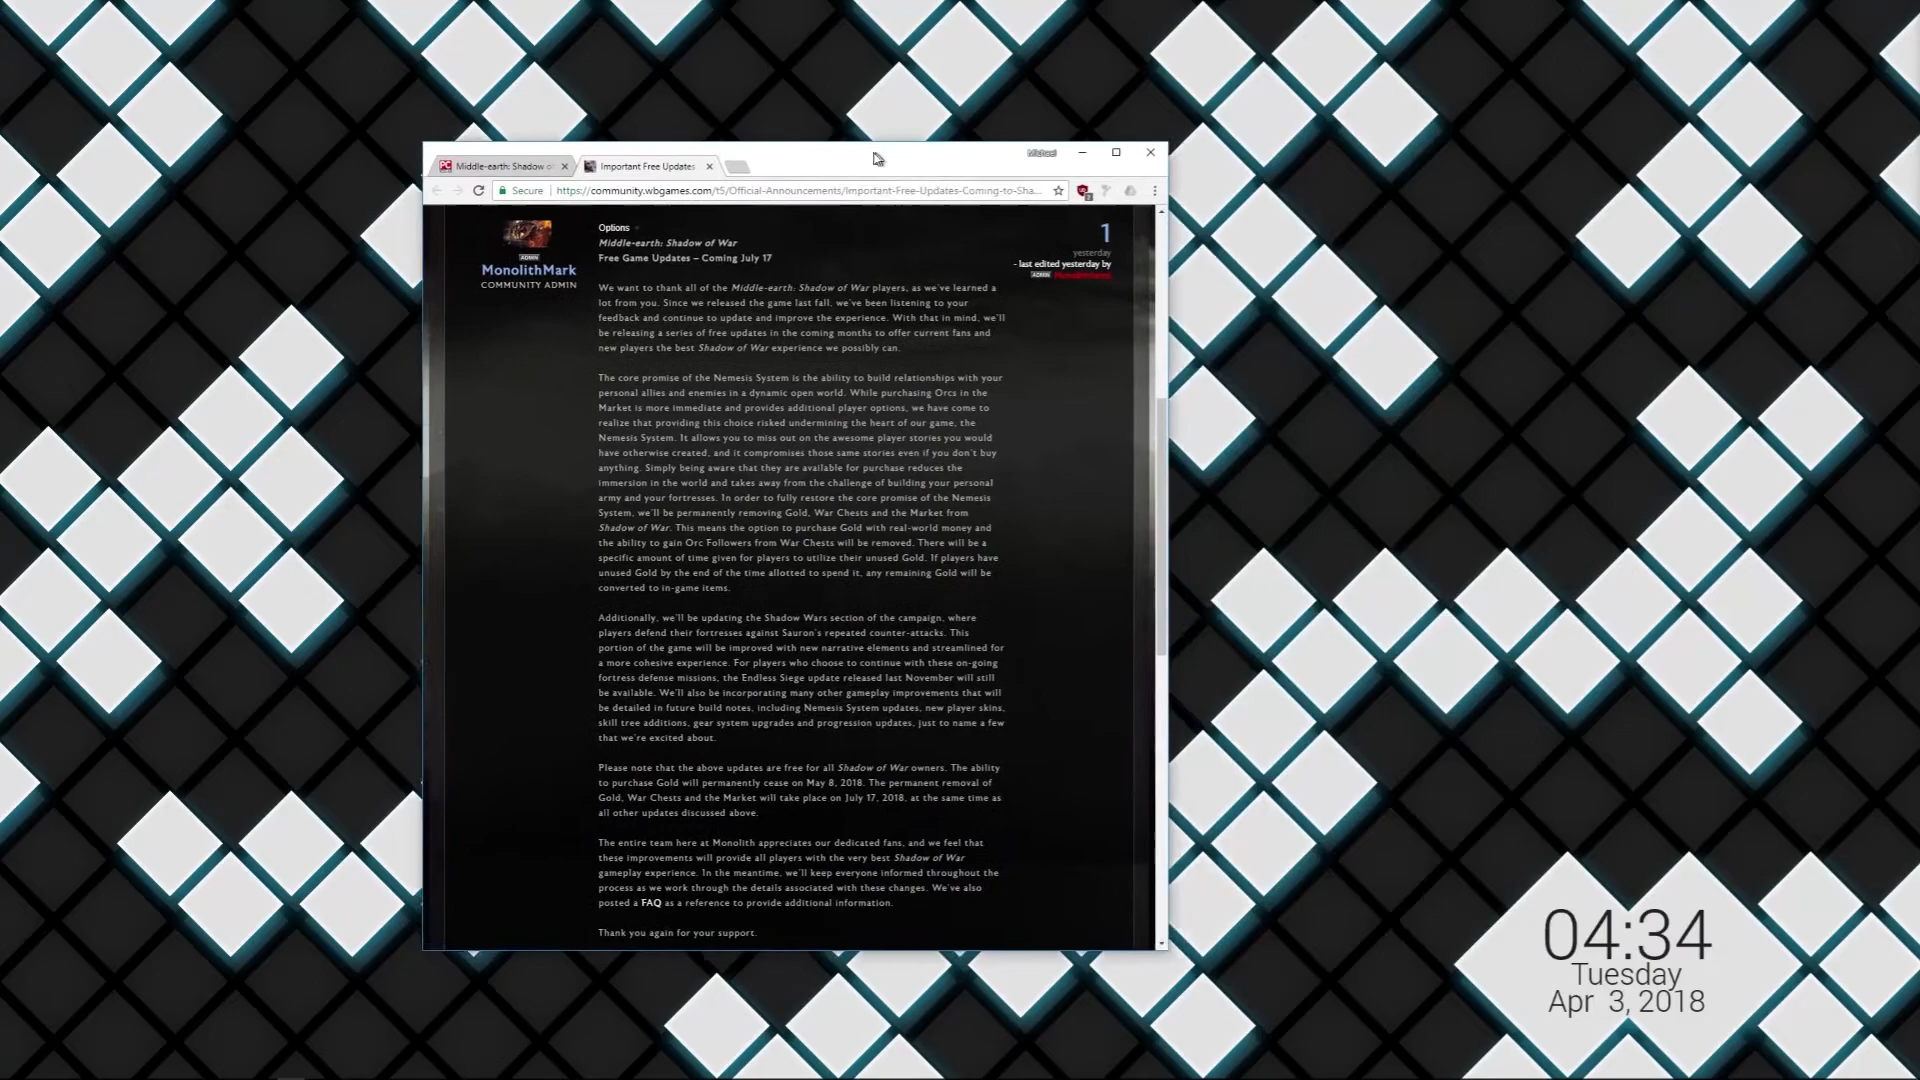 Michael
Middle-earth: Shadow of
Important Free Updates
Secure
https://community.wbgames.com/t5/Official-Announcements/Important-Free-Updates-Coming-to-Sha...
ADMIN
MonolithMark
COMMUNITY ADMIN
Options
Middle-earth: Shadow of War
Free Game Updates – Coming July 17
1
yesterday
- last edited yesterday by
ADMIN
We want to thank all of the Middle-earth: Shadow of War players, as we've learned a
lot from you. Since we released the game last fall, we've been listening to your
feedback and continue to update and improve the experience. With that in mind, we'll
be releasing a series of free updates in the coming months to offer current fans and
new players the best Shadow of War experience we possibly can.
The core promise of the Nemesis System is the ability to build relationships with your
personal allies and enemies in a dynamic open world. While purchasing Orcs in the
Market is more immediate and provides additional player options, we have come to
realize that providing this choice risked undermining the heart of our game, the
Nemesis System. It allows you to miss out on the awesome player stories you would
have otherwise created, and it compromises those same stories even if you don't buy
anything. Simply being aware that they are available for purchase reduces the
immersion in the world and takes away from the challenge of building your personal
army and your fortresses. In order to fully restore the core promise of the Nemesis
System, we'll be permanently removing Gold, War Chests and the Market from
Shadow of War. This means the option to purchase Gold with real-world money and
the ability to gain Orc Followers from War Chests will be removed. There will be a
specific amount of time given for players to utilize their unused Gold. If players have
unused Gold by the end of the time allotted to spend it, any remaining Gold will be
converted to in-game items.
Additionally, we'll be updating the Shadow Wars section of the campaign, where
players defend their fortresses against Sauron's repeated counter-attacks. This
portion of the game will be improved with new narrative elements and streamlined for
a more cohesive experience. For players who choose to continue with these on-going
fortress defense missions, the Endless Siege update released last November will still
be available. We'll also be incorporating many other gameplay improvements that will
be detailed in future build notes, including Nemesis System updates, new player skins,
skill tree additions, gear system upgrades and progression updates, just to name a few
that we're excited about.
Please note that the above updates are free for all Shadow of War owners. The ability
to purchase Gold will permanently cease on May 8, 2018. The permanent removal of
Gold, War Chests and the Market will take place on July 17, 2018, at the same time as
all other updates discussed above.
The entire team here at Monolith appreciates our dedicated fans, and we feel that
these improvements will provide all players with the very best Shadow of War
gameplay experience. In the meantime, we'll keep everyone informed throughout the
process as we work through the details associated with these changes. We've also
posted a FAQ as a reference to provide additional information.
Thank you again for your support.
04:34
Tuesday
Apr 3, 2018